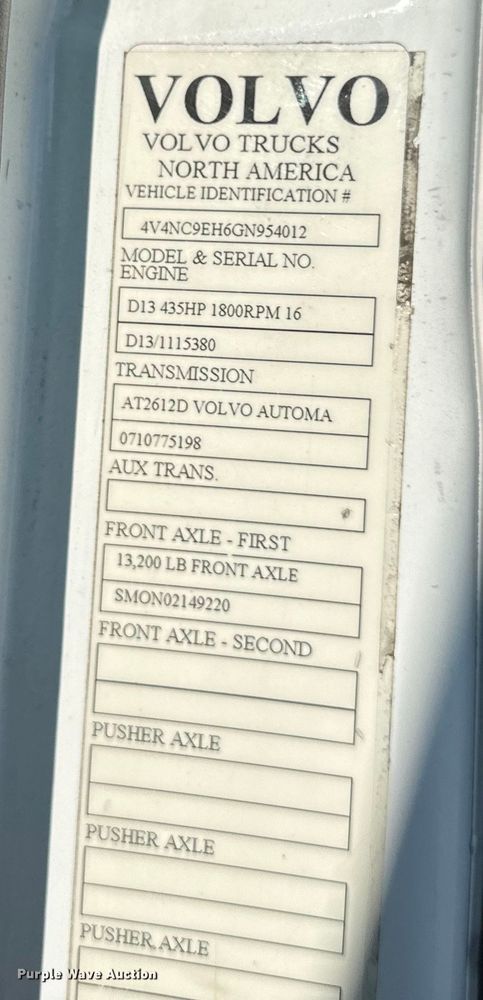 VOLVO
VOLVO TRUCKS
NORTH AMERICA
VEHICLE IDENTIFICATION #
4V4NC9EH6GN954012
MODEL & SERIAL NO.
ENGINE
D13 435HP 1800RPM 16
D13/1115380
TRANSMISSION
AT2612D VOLVO AUTOMA
0710775198
AUX TRANS.
FRONT AXLE - FIRST
13,200 LB FRONT AXLE
SMON02149220
FRONT AXLE - SECOND
PUSHER AXLE
PUSHER AXLE
PUSHER AXLE
Purple Wave Auction